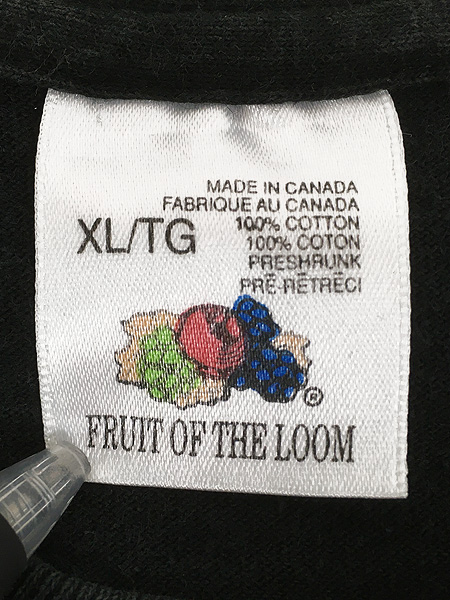 MADE IN CANADA
FABRIQUE AU CANADA
XL/TG
100% COTTON
100% COTON
PRESHRUNK
PRÉ-RÉTRÉCI
®
FRUIT OF THE LOOM